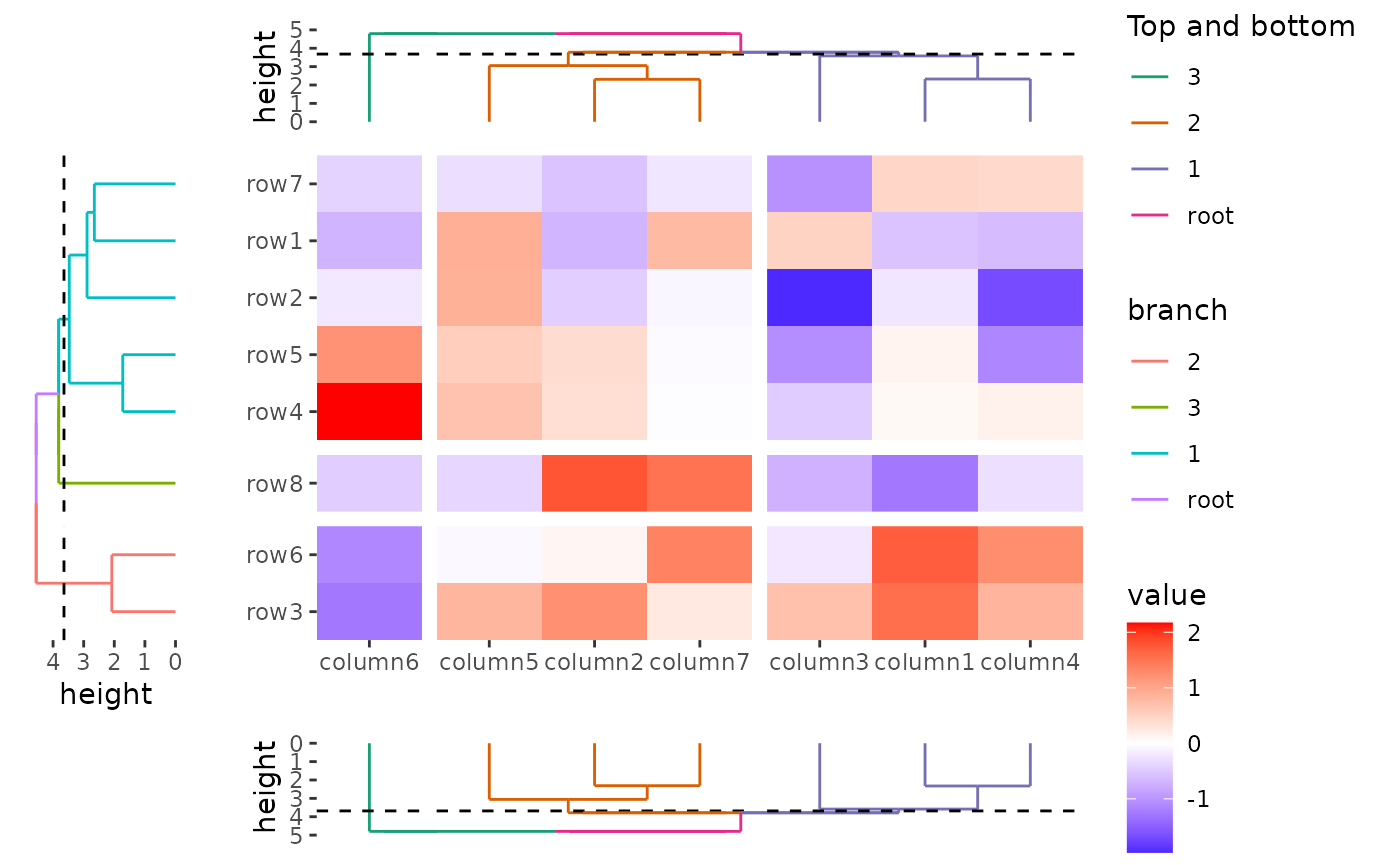 5
4
3
2
1
0
height
row7
row1
row2
row5
row4
row8
row6
row3
4 3 2 1 0
height
column6 column5 column2 column7 column3 column1 column4
0
1
2
3
4
5
height
Top and bottom
3
2
1
root
branch
2
3
1
root
value
2
1
0
-1